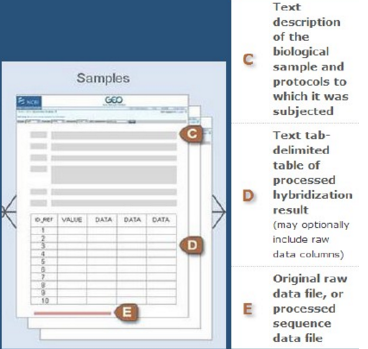 Samples
NCBI
GEO
C
ID_REF VALUE DATA DATA DATA
1
2
3
4
5
6
7
8
9
10
D
E
C
Text
description
of the
biological
sample and
protocols to
which it was
subjected
D
Text tab-
delimited
table of
processed
hybridization
result
(may optionally
include raw
data columns)
E
Original raw
data file, or
processed
sequence
data file